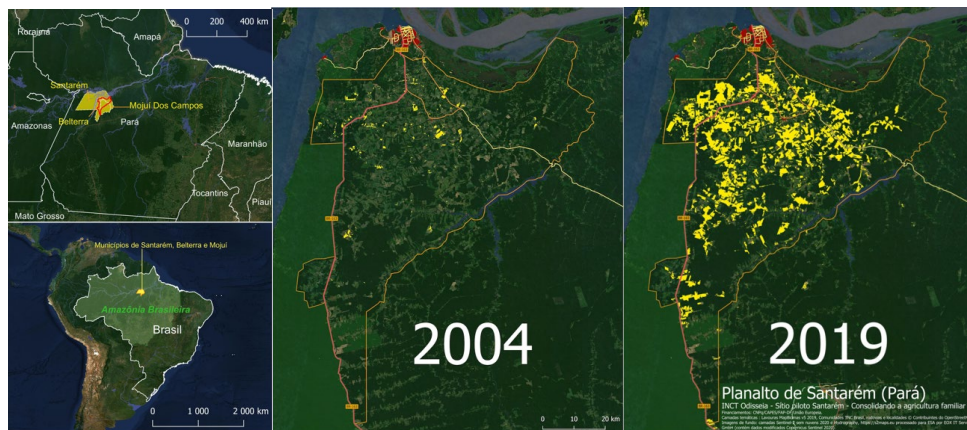 0 200 400 km
Roraima
Amapá
Santarém
Mojuí Dos Campos
Belterra
Amazonas
Pará
Maranhão
Tocantins
Piauí
Mato Grosso
Municípios de Santarém, Belterra e Mojuí
Amazônia Brasileira
Brasil
0 1 000 2 000 km
2004
0 10 20 km
2019
Planalto de Santarém (Pará)
INCT Odisseia - Sítio piloto Santarém - Consolidando a agricultura familiar